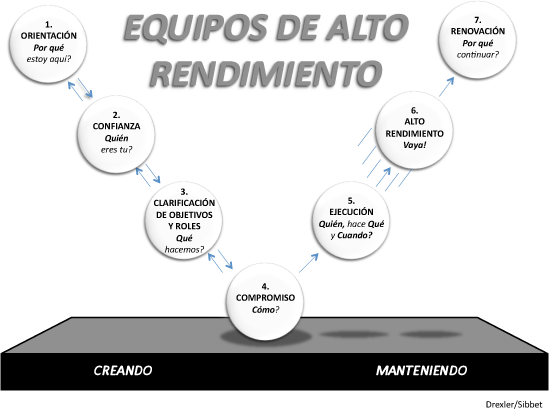 EQUIPOS DE ALTO
RENDIMIENTO
1.
ORIENTACIÓN
Por qué
estoy aquí?
2.
CONFIANZA
Quién
eres tu?
3.
CLARIFICACIÓN
DE OBJETIVOS
Y ROLES
Qué
hacemos?
4.
COMPROMISO
Cómo?
5.
EJECUCIÓN
Quién, hace Qué
y Cuando?
6.
ALTO
RENDIMIENTO
Vaya!
7.
RENOVACIÓN
Por qué
continuar?
CREANDO
MANTENIENDO
Drexler/Sibbet